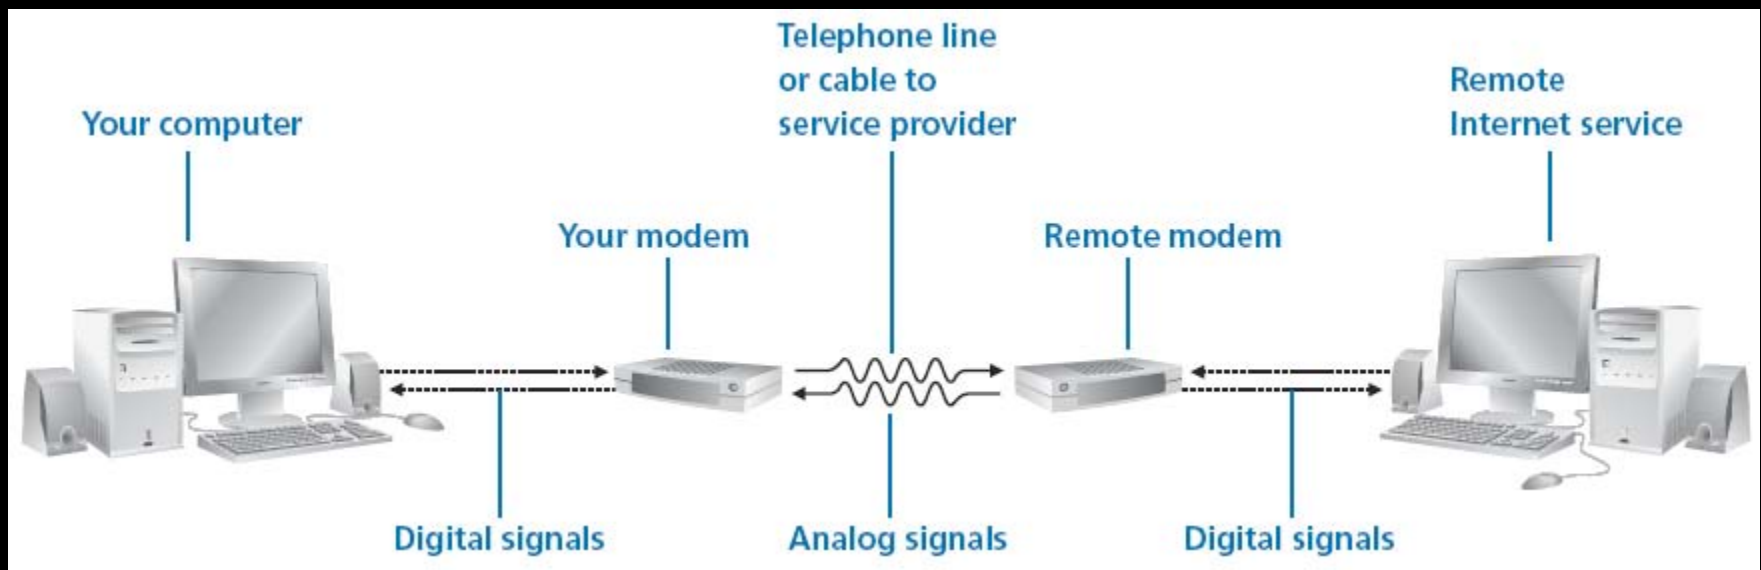 Telephone line
or cable to
service provider
Remote
Internet service
Your computer
Your modem
Remote modem
Digital signals
Analog signals
Digital signals